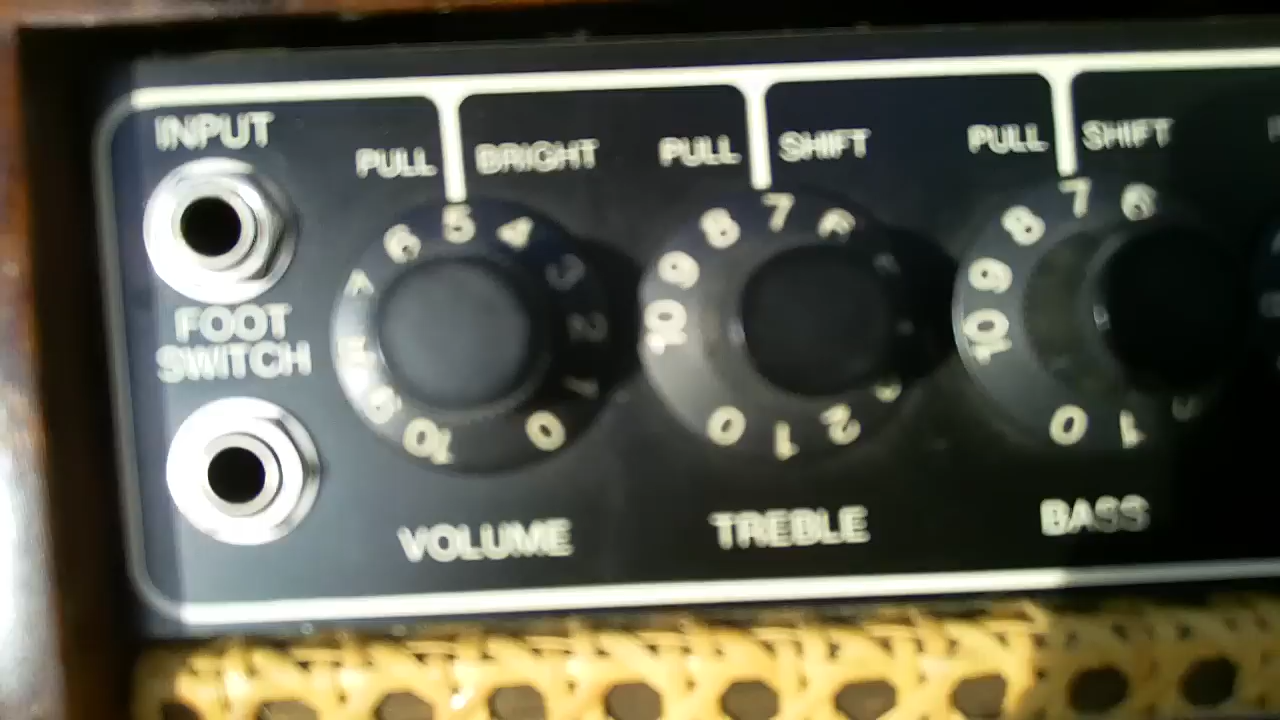 INPUT
PULL BRIGHT
PULL SHIFT
PULL SHIFT
FOOT
SWITCH
6 5 4 3 2 1 0 10
8 7 6 9 10 0 1 2
8 7 6 9 10 0 1
VOLUME
TREBLE
BASS